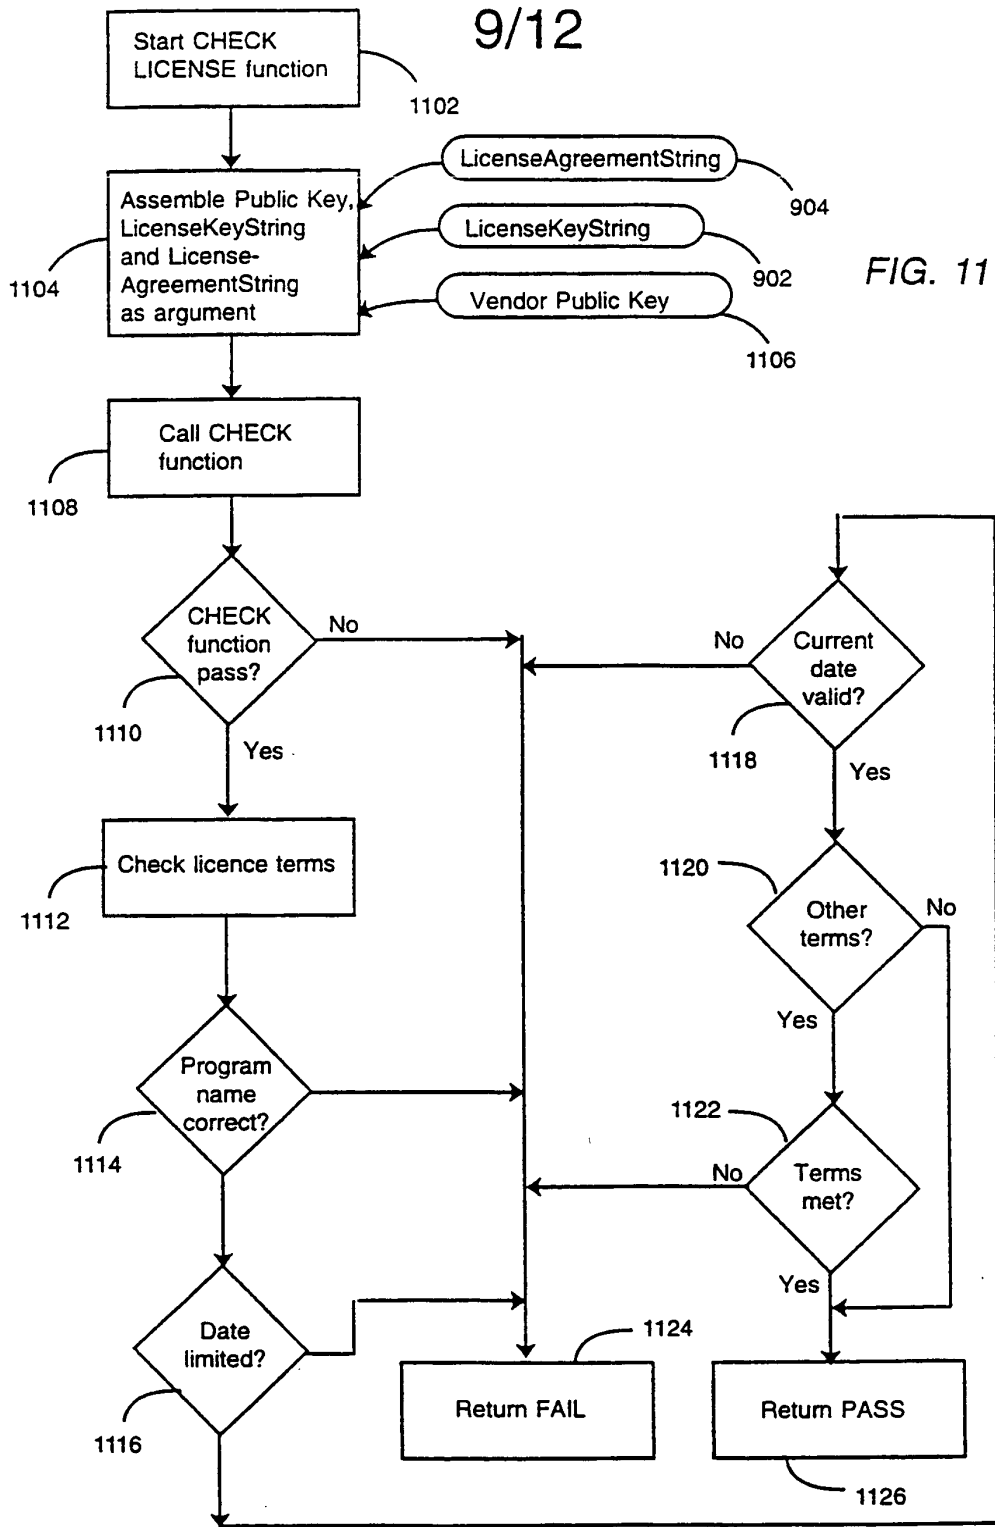 9/12
Start CHECK
LICENSE function
1102
LicenseAgreementString
904
Assemble Public Key,
LicenseKeyString
and License-
AgreementString
as argument
1104
LicenseKeyString
902
FIG. 11
Vendor Public Key
1106
Call CHECK
function
1108
CHECK
function
pass?
No
1110
Yes
No
Current
date
valid?
1118
Yes
Check licence terms
1112
1120
Other
terms?
No
Yes
Program
name
correct?
1114
1122
No
Terms
met?
Yes
Date
limited?
1116
1124
Return FAIL
Return PASS
1126